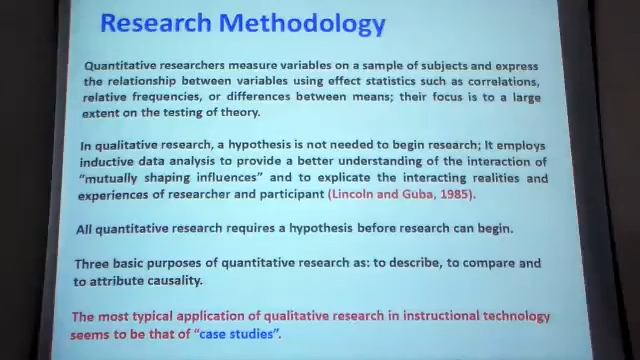 Research Methodology
Quantitative researchers measure variables on a sample of subjects and express
the relationship between variables using effect statistics such as correlations,
relative frequencies, or differences between means; their focus is to a large
extent on the testing of theory.
In qualitative research, a hypothesis is not needed to begin research; It employs
inductive data analysis to provide a better understanding of the interaction of
“mutually shaping influences” and to explicate the interacting realities and
experiences of researcher and participant (Lincoln and Guba, 1985).
All quantitative research requires a hypothesis before research can begin.
Three basic purposes of quantitative research as: to describe, to compare and
to attribute causality.
The most typical application of qualitative research in instructional technology
seems to be that of “case studies”.